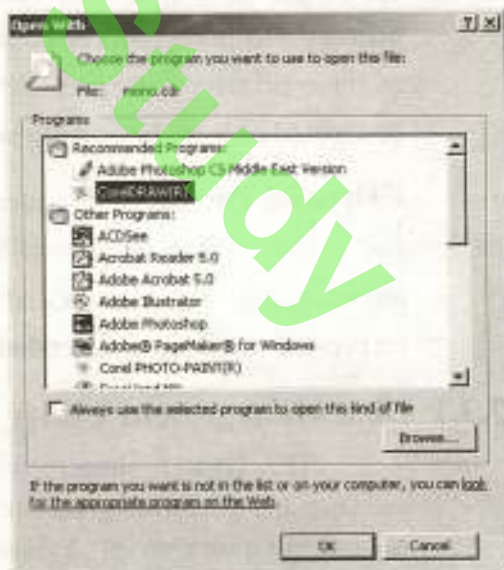 Open With
Choose the program you want to use to open this file:
File: mono.cdr
Programs
Recommended Programs:
Adobe Photoshop CS Middle East Version
CorelDRAW(R)
Other Programs:
ACDSee
Acrobat Reader 5.0
Adobe Acrobat 5.0
Adobe Illustrator
Adobe Photoshop
Adobe® PageMaker® for Windows
Corel PHOTO-PAINT(R)
Always use the selected program to open this kind of file
Browse...
If the program you want is not in the list or on your computer, you can look
for the appropriate program on the Web.
OK
Cancel
Study